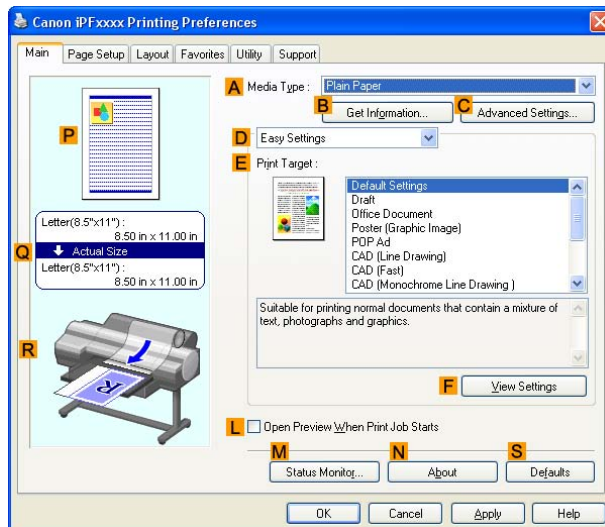 Canon iPFxxxx Printing Preferences
Main Page Setup Layout Favorites Utility Support
A Media Type : Plain Paper
B C
Get Information... Advanced Settings...
D Easy Settings
E Print Target :
P
Default Settings
Draft
Office Document
Poster (Graphic Image)
POP Ad
CAD (Line Drawing)
CAD (Fast)
CAD (Monochrome Line Drawing )
Letter(8.5"x11") :
8.50 in x 11.00 in
Q Actual Size
Letter(8.5"x11") :
8.50 in x 11.00 in
Suitable for printing normal documents that contain a mixture of
text, photographs and graphics.
R
F View Settings
L Open Preview When Print Job Starts
M N S
Status Monitor... About Defaults
OK Cancel Apply Help